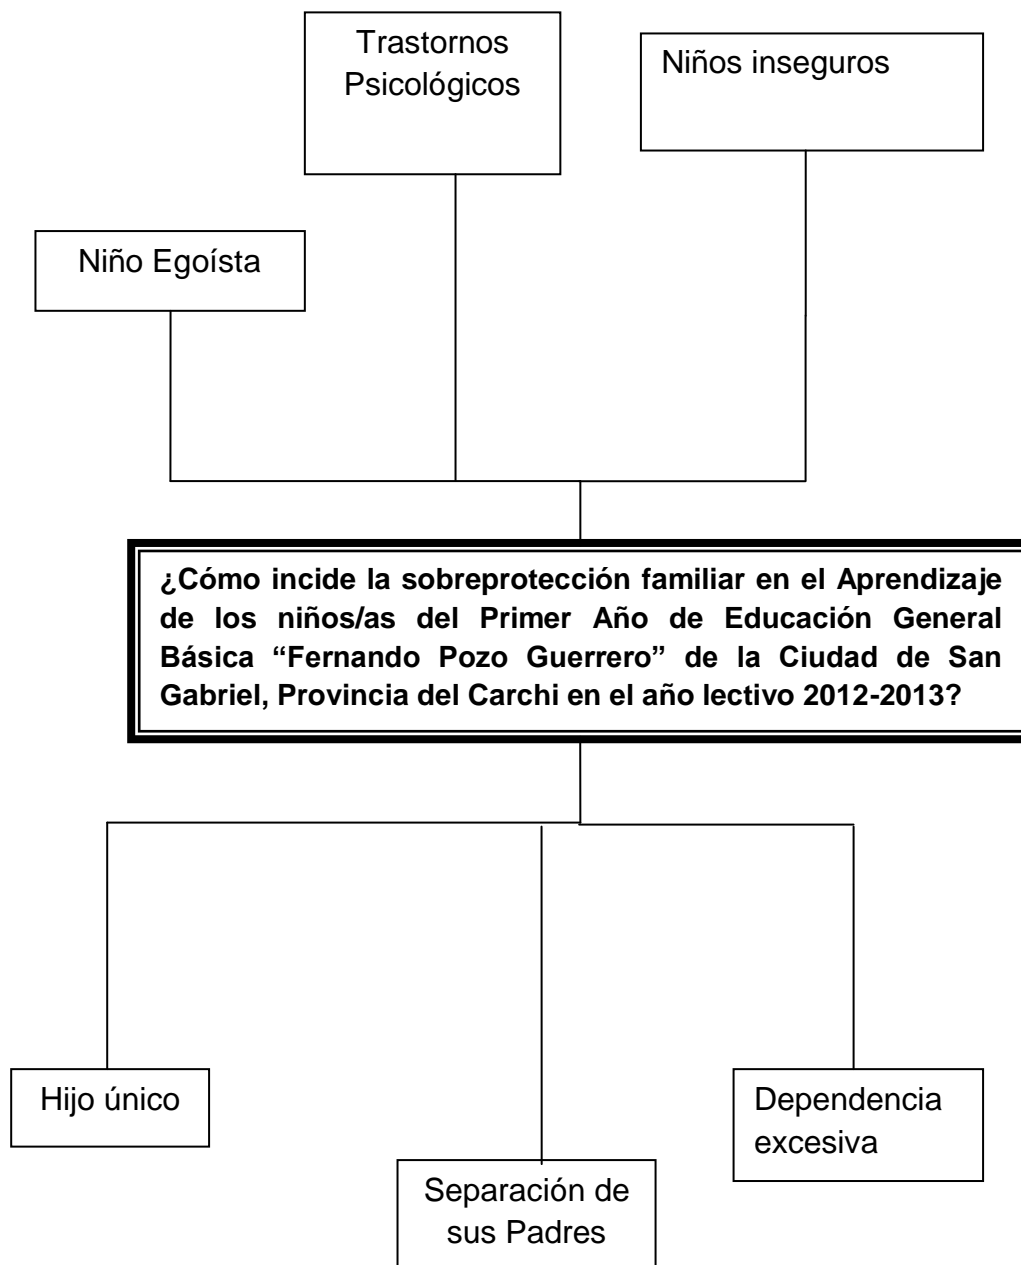 Trastornos
Psicológicos
Niños inseguros
Niño Egoísta
¿Cómo incide la sobreprotección familiar en el Aprendizaje
de los niños/as del Primer Año de Educación General
Básica “Fernando Pozo Guerrero” de la Ciudad de San
Gabriel, Provincia del Carchi en el año lectivo 2012-2013?
Hijo único
Dependencia
excesiva
Separación de
sus Padres